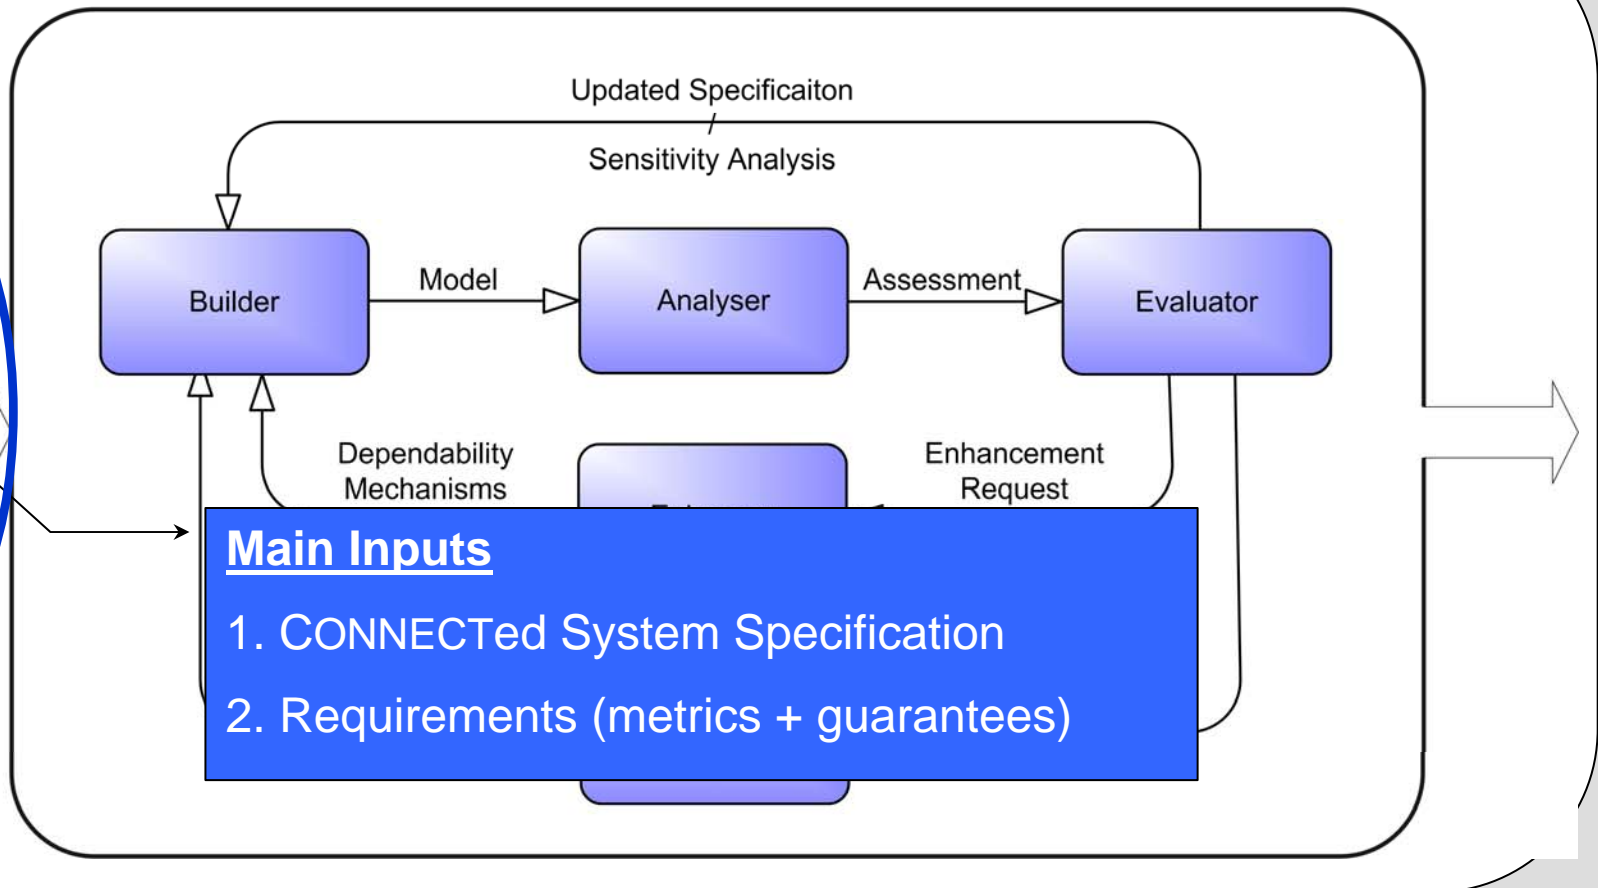 Updated Specificaiton
/
Sensitivity Analysis
Builder
Model
Analyser
Assessment
Evaluator
Dependability
Mechanisms
Enhancement
Request
Main Inputs
1. CONNECTed System Specification
2. Requirements (metrics + guarantees)